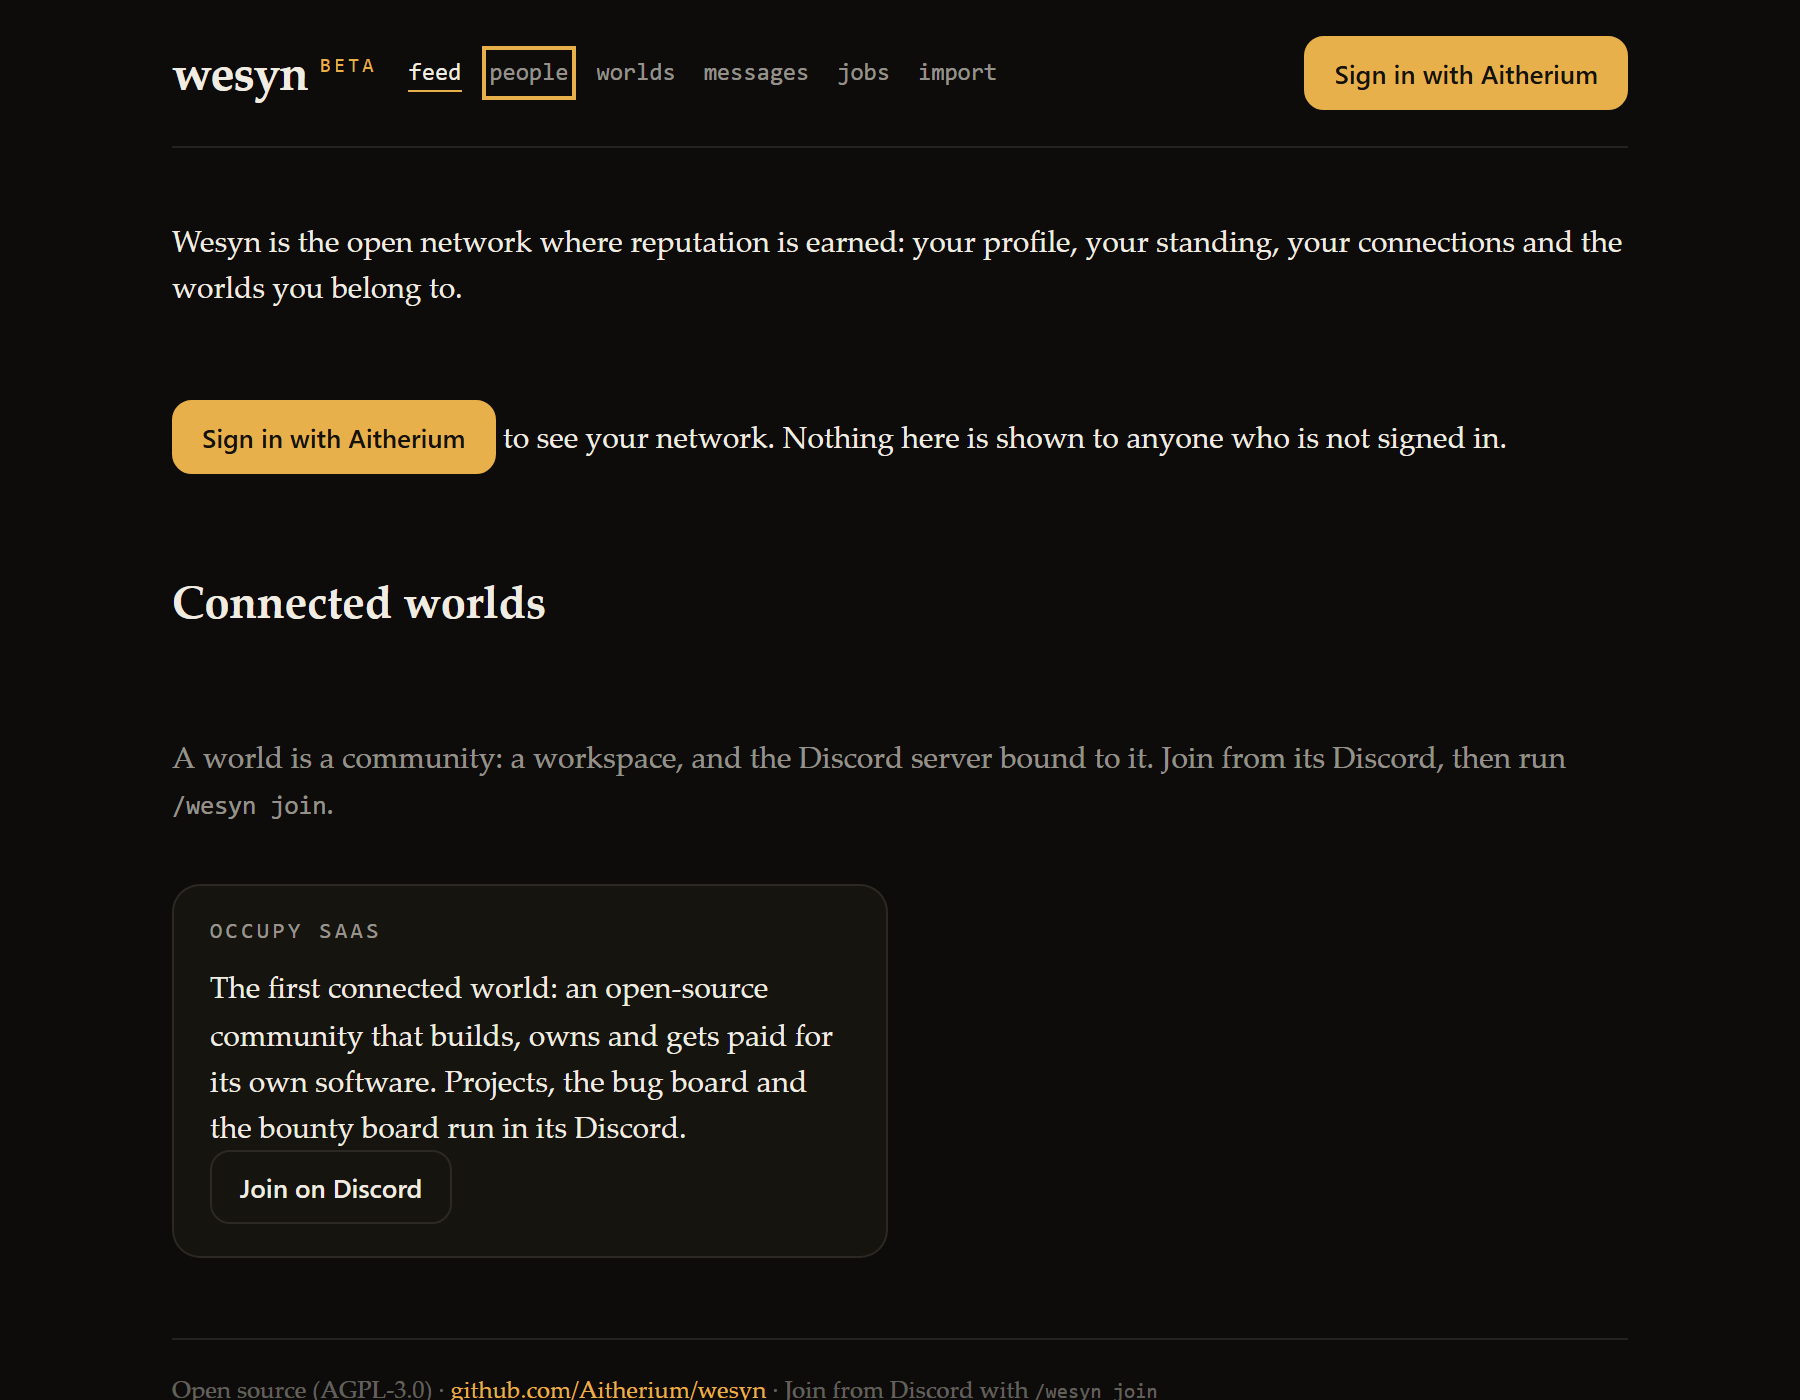 wesyn BETA feed people worlds messages jobs import Sign in with Aitherium
Wesyn is the open network where reputation is earned: your profile, your standing, your connections and the
worlds you belong to.
Sign in with Aitherium to see your network. Nothing here is shown to anyone who is not signed in.
Connected worlds
A world is a community: a workspace, and the Discord server bound to it. Join from its Discord, then run
/wesyn join.
OCCUPY SAAS
The first connected world: an open-source
community that builds, owns and gets paid for
its own software. Projects, the bug board and
the bounty board run in its Discord.
Join on Discord
Open source (AGPL-3.0) · github.com/Aitherium/wesyn · Join from Discord with /wesyn join